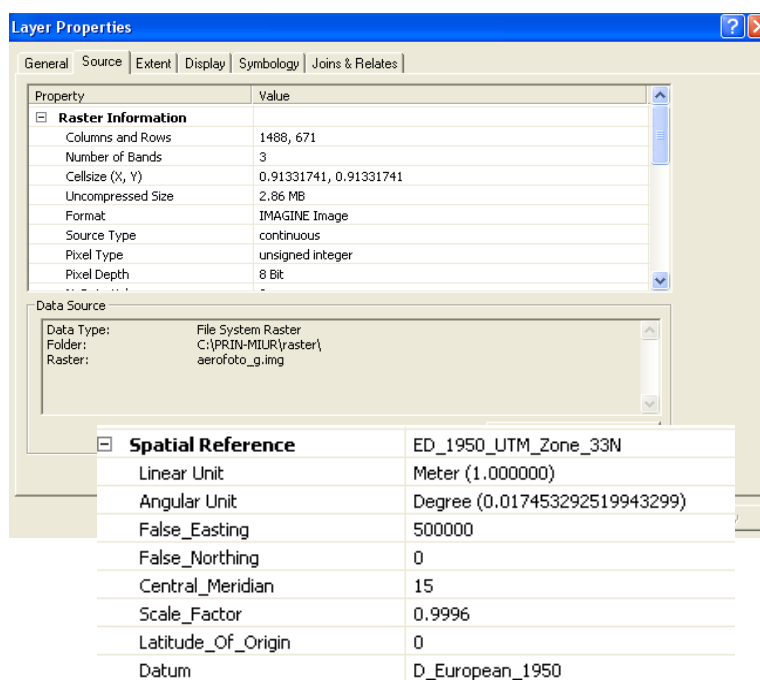 Layer Properties
General Source Extent Display Symbology Joins & Relates
Property Value
Raster Information
Columns and Rows 1488, 671
Number of Bands 3
Cellsize (X, Y) 0.91331741, 0.91331741
Uncompressed Size 2.86 MB
Format IMAGINE Image
Source Type continuous
Pixel Type unsigned integer
Pixel Depth 8 Bit
Data Source
Data Type: File System Raster
Folder: C:\PRIN-MIUR\raster\
Raster: aerofoto_g.img
Spatial Reference ED_1950_UTM_Zone_33N
Linear Unit Meter (1.000000)
Angular Unit Degree (0.017453292519943299)
False_Easting 500000
False_Northing 0
Central_Meridian 15
Scale_Factor 0.9996
Latitude_Of_Origin 0
Datum D_European_1950